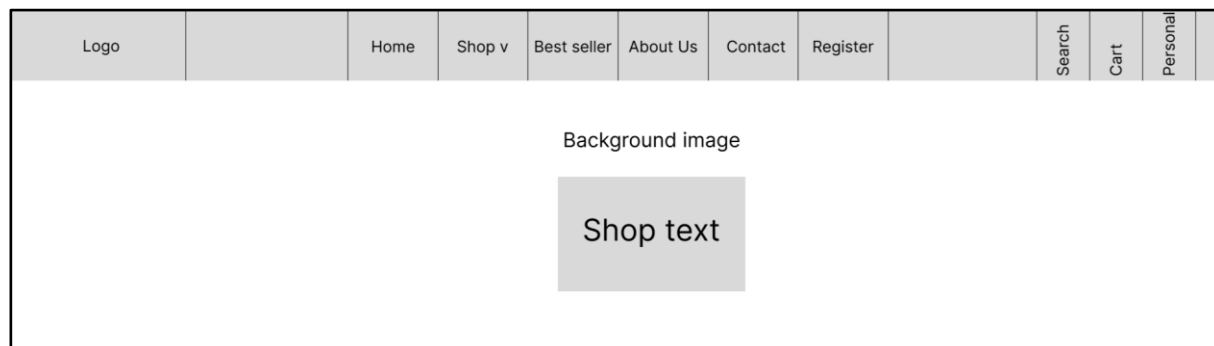 Logo
Home
Shop v
Best seller
About Us
Contact
Register
Search
Cart
Personal
Background image
Shop text